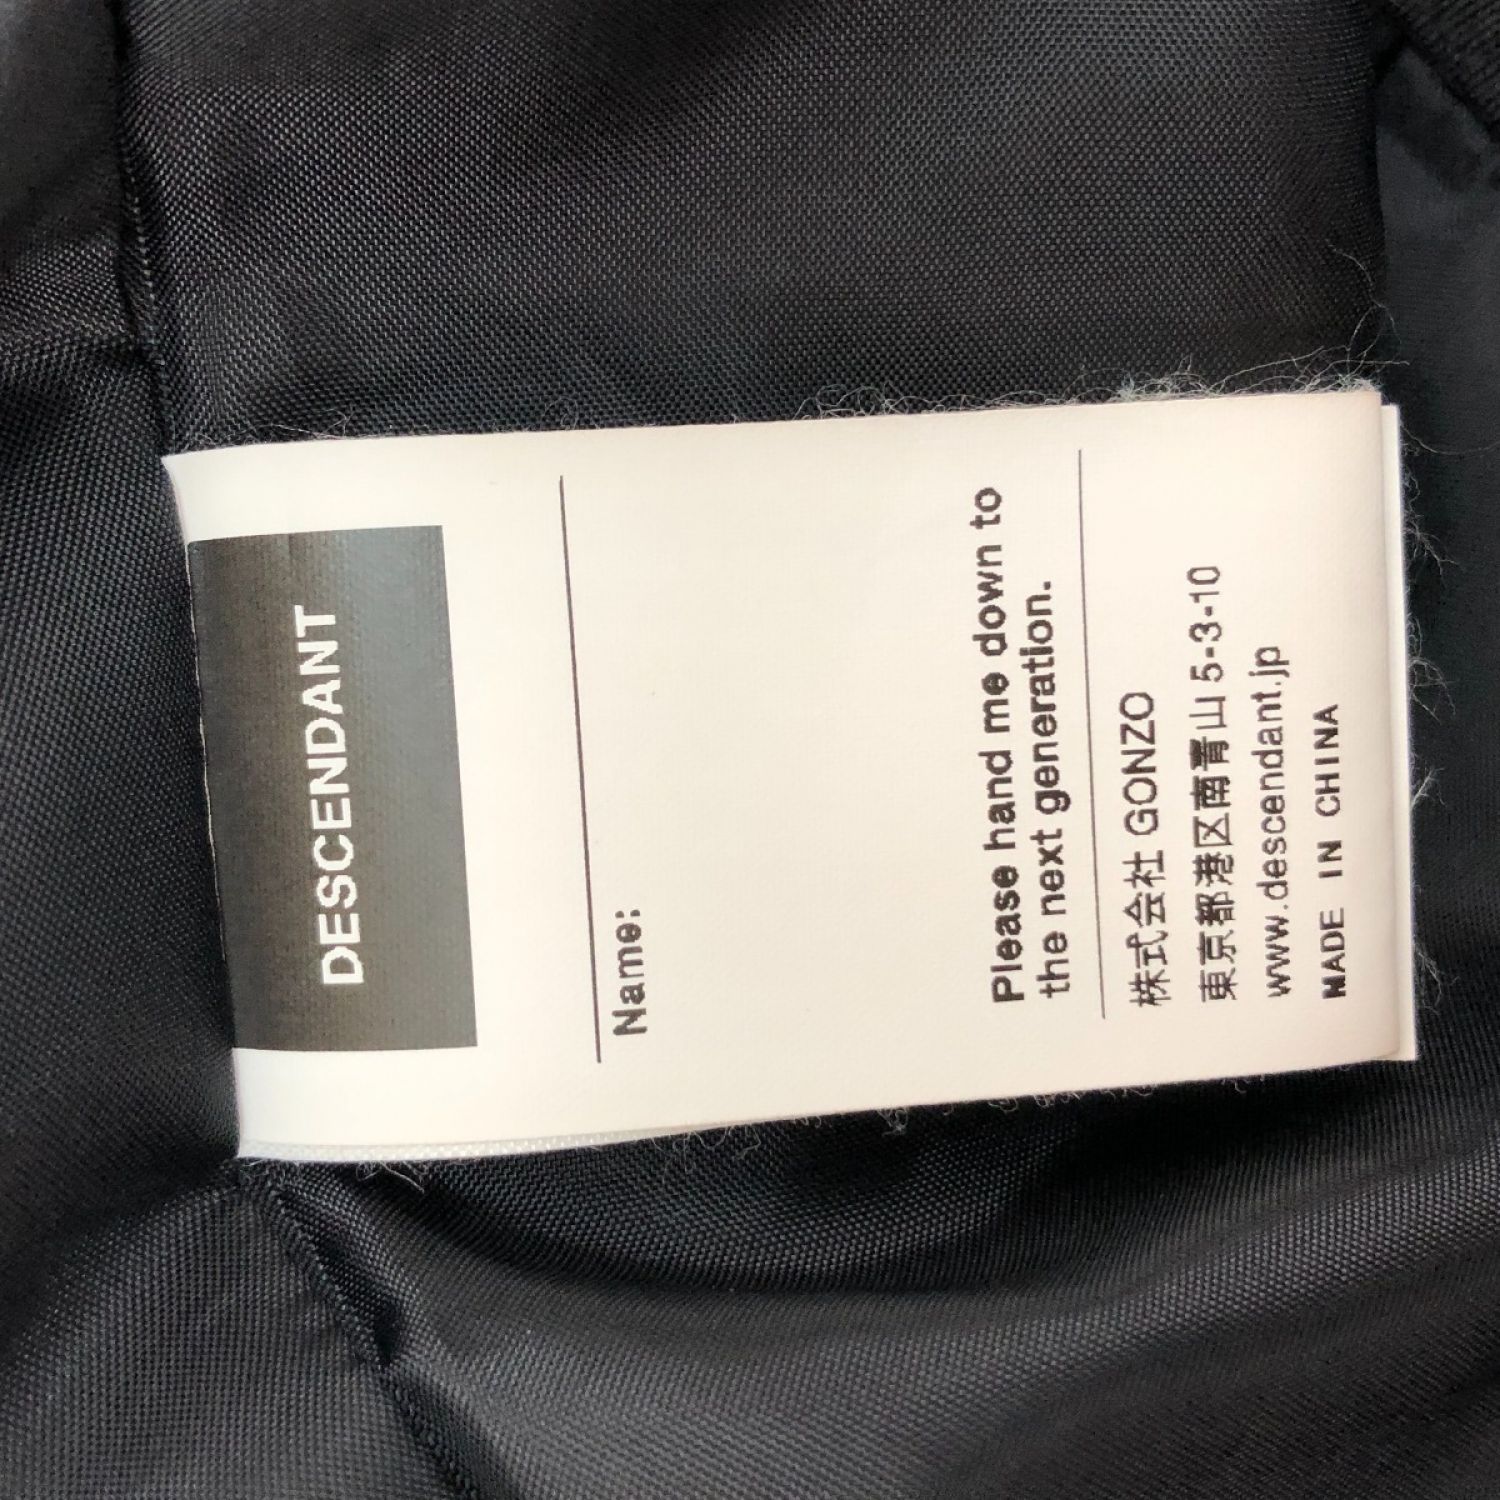 DESCENDANT
Name:
Please hand me down to
the next generation.
株式会社 GONZO
東京都港区南青山 5-3-10
www.descendant.jp
MADE IN CHINA